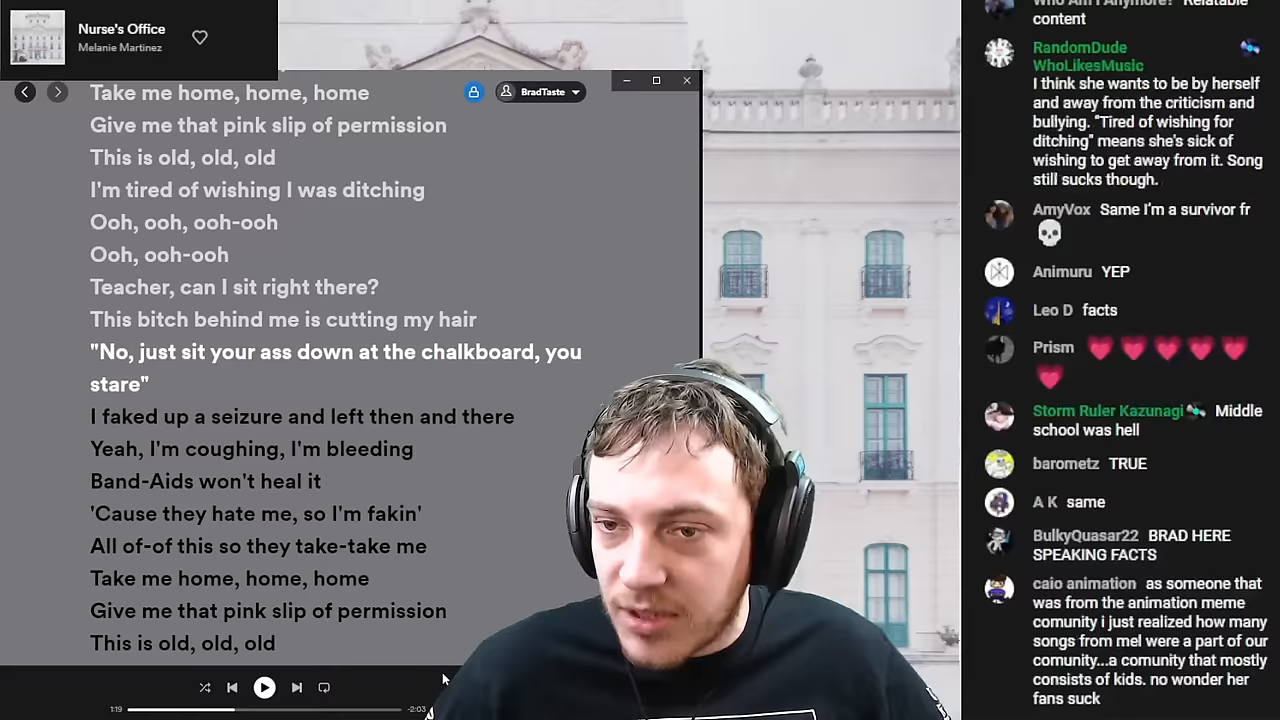 Nurse's Office
Melanie Martinez
BradTaste
Take me home, home, home
Give me that pink slip of permission
This is old, old, old
I'm tired of wishing I was ditching
Ooh, ooh, ooh-ooh
Ooh, ooh-ooh
Teacher, can I sit right there?
This bitch behind me is cutting my hair
"No, just sit your ass down at the chalkboard, you
stare"
I faked up a seizure and left then and there
Yeah, I'm coughing, I'm bleeding
Band-Aids won't heal it
'Cause they hate me, so I'm fakin'
All of-of this so they take-take me
Take me home, home, home
Give me that pink slip of permission
This is old, old, old
1:19
-2:03
Who Am I Anymore? Relatable
content
RandomDude
WhoLikesMusic
I think she wants to be by herself
and away from the criticism and
bullying. "Tired of wishing for
ditching" means she's sick of
wishing to get away from it. Song
still sucks though.
AmyVox Same I'm a survivor fr
Animuru YEP
Leo D facts
Prism
Storm Ruler Kazunagi Middle
school was hell
barometz TRUE
A K same
BulkyQuasar22 BRAD HERE
SPEAKING FACTS
caio animation as someone that
was from the animation meme
comunity i just realized how many
songs from mel were a part of our
comunity...a comunity that mostly
consists of kids. no wonder her
fans suck